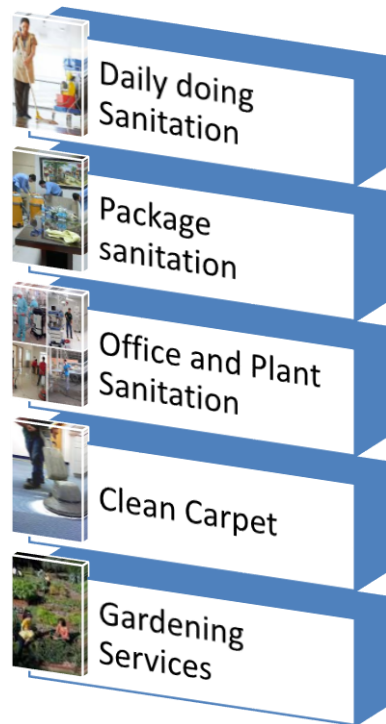 Daily doing
Sanitation
Package
sanitation
Office and Plant
Sanitation
Clean Carpet
Gardening
Services